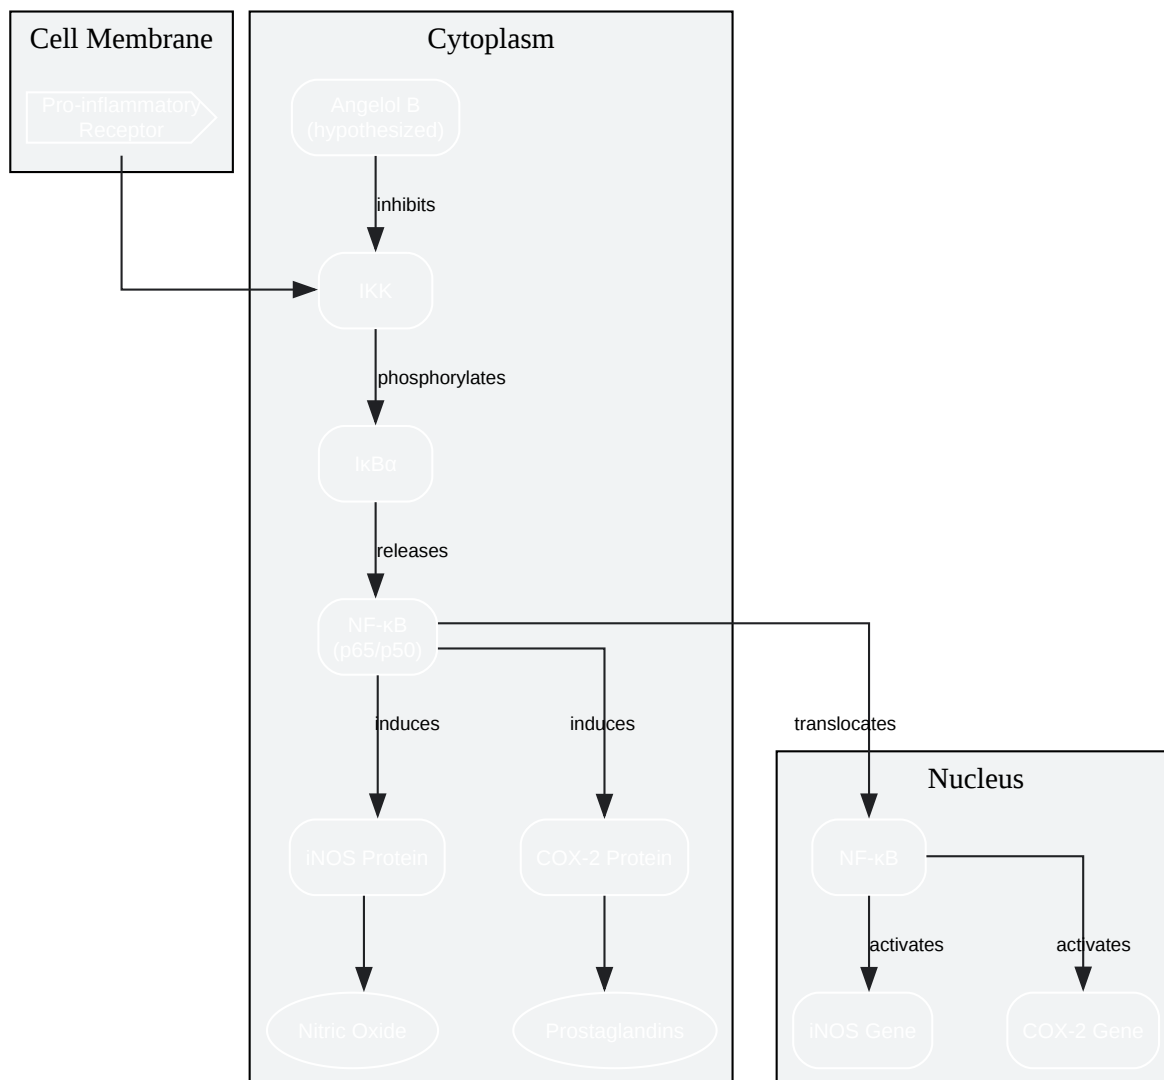 Cell Membrane
Pro-inflammatory
Receptor
Cytoplasm
Angelol B
(hypothesized)
inhibits
IKK
phosphorylates
IκBα
releases
NF-κB
(p65/p50)
induces
induces
translocates
iNOS Protein
COX-2 Protein
Nitric Oxide
Prostaglandins
Nucleus
NF-κB
activates
activates
iNOS Gene
COX-2 Gene